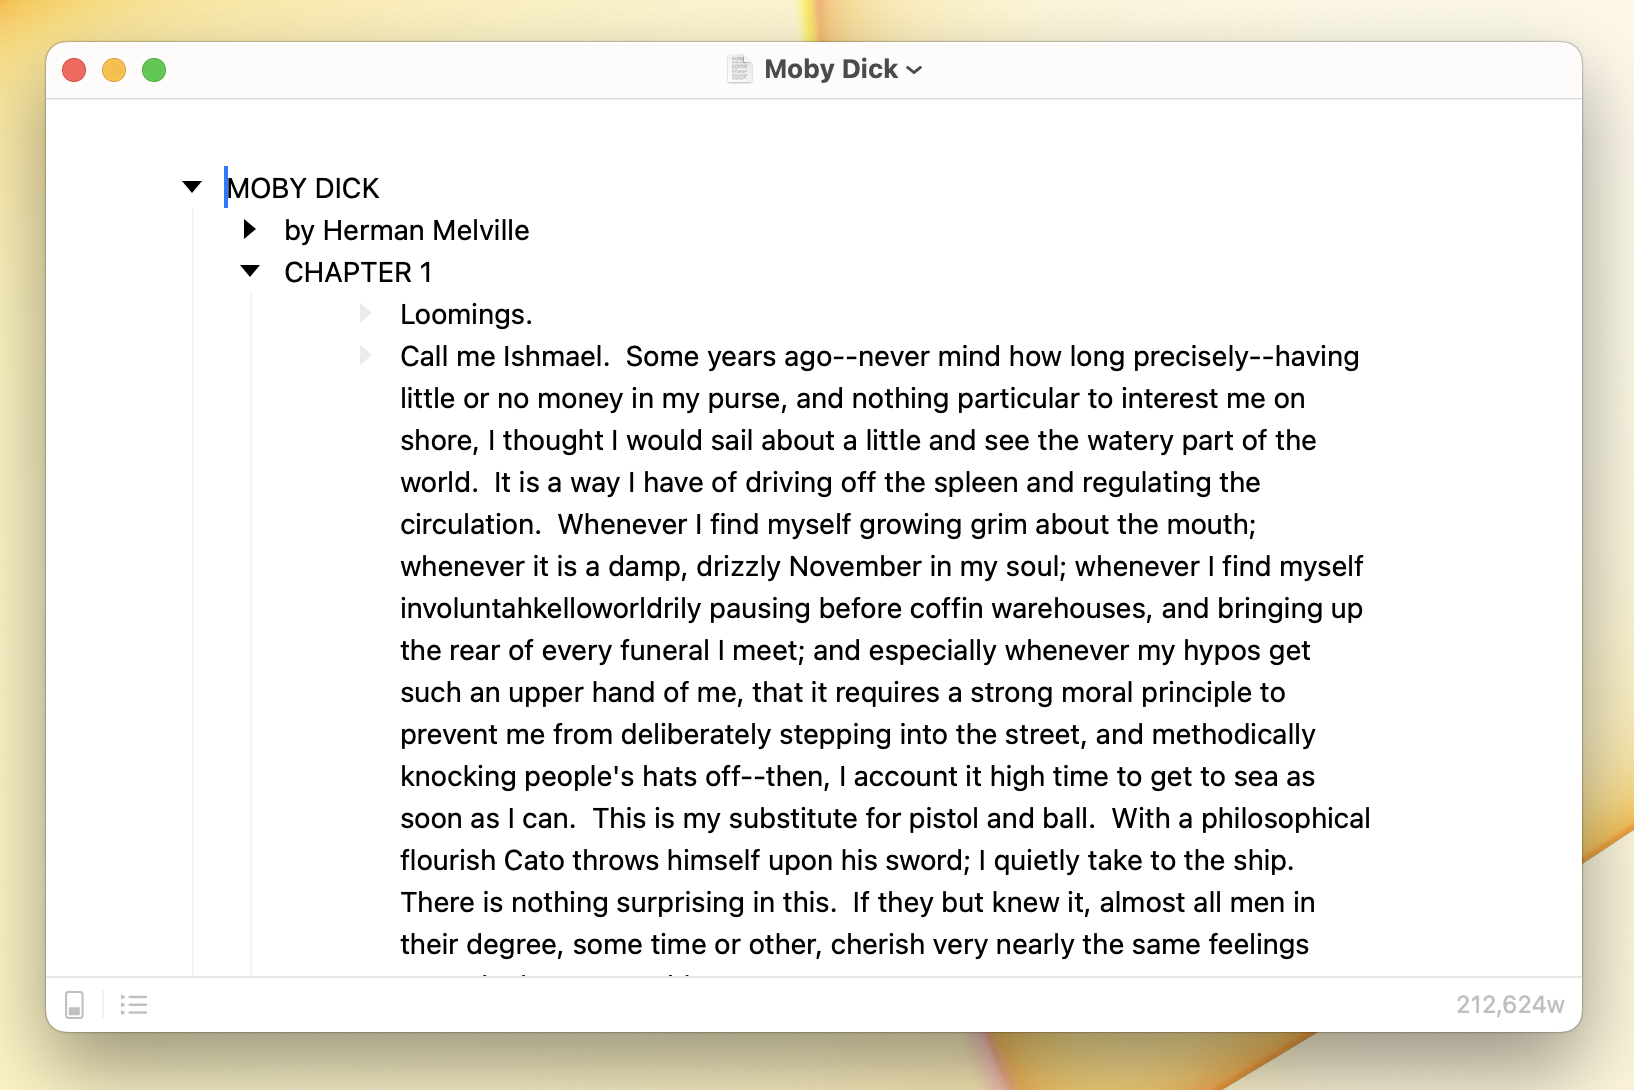 Moby Dick
MOBY DICK
by Herman Melville
CHAPTER 1
Loomings.
Call me Ishmael.  Some years ago--never mind how long precisely--having
little or no money in my purse, and nothing particular to interest me on
shore, I thought I would sail about a little and see the watery part of the
world.  It is a way I have of driving off the spleen and regulating the
circulation.  Whenever I find myself growing grim about the mouth;
whenever it is a damp, drizzly November in my soul; whenever I find myself
involuntahkelloworldrily pausing before coffin warehouses, and bringing up
the rear of every funeral I meet; and especially whenever my hypos get
such an upper hand of me, that it requires a strong moral principle to
prevent me from deliberately stepping into the street, and methodically
knocking people's hats off--then, I account it high time to get to sea as
soon as I can.  This is my substitute for pistol and ball.  With a philosophical
flourish Cato throws himself upon his sword; I quietly take to the ship.
There is nothing surprising in this.  If they but knew it, almost all men in
their degree, some time or other, cherish very nearly the same feelings
212,624w